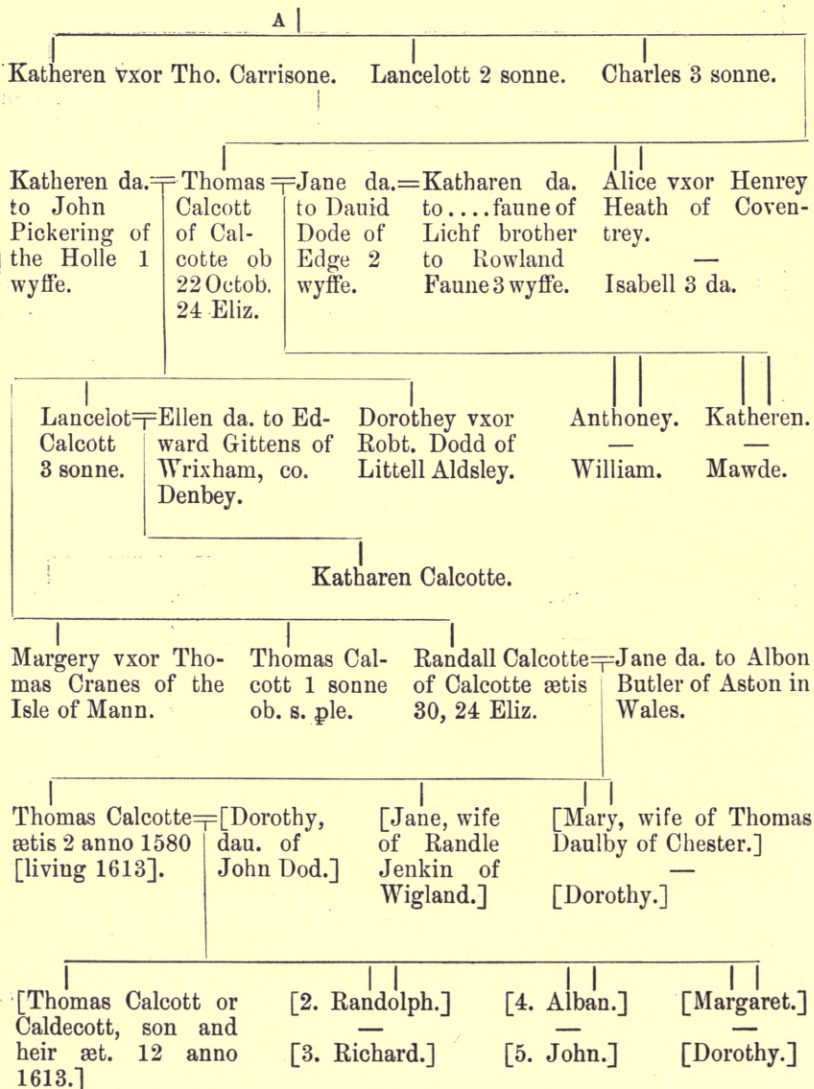 A
Katheren vxor Tho. Carrisone.
Lancelott 2 sonne.
Charles 3 sonne.
Katheren da.
to John
Pickering of
the Holle 1
wyffe.
Thomas
Calcott
of Cal-
cotte ob
22 Octob.
24 Eliz.
Jane da.
to Dauid
Dode of
Edge 2
wyffe.
Katharen da.
to....faune of
Lichf brother
to Rowland
Faune 3 wyffe.
Alice vxor Henrey
Heath of Coven-
trey.
—
Isabell 3 da.
Lancelot
Calcott
3 sonne.
Ellen da. to Ed-
ward Gittens of
Wrixham, co.
Denbey.
Dorothey vxor
Robt. Dodd of
Littell Aldsley.
Anthoney.
—
William.
Katheren.
—
Mawde.
Katharen Calcotte.
Margery vxor Tho-
mas Cranes of the
Isle of Mann.
Thomas Cal-
cott 1 sonne
ob. s. ꝑle.
Randall Calcotte
of Calcotte ætis
30, 24 Eliz.
Jane da. to Albon
Butler of Aston in
Wales.
Thomas Calcotte
ætis 2 anno 1580
[living 1613].
[Dorothy,
dau. of
John Dod.]
[Jane, wife
of Randle
Jenkin of
Wigland.]
[Mary, wife of Thomas
Daulby of Chester.]
—
[Dorothy.]
[Thomas Calcott or
Caldecott, son and
heir æt. 12 anno
1613.]
[2. Randolph.]
—
[3. Richard.]
[4. Alban.]
—
[5. John.]
[Margaret.]
—
[Dorothy.]